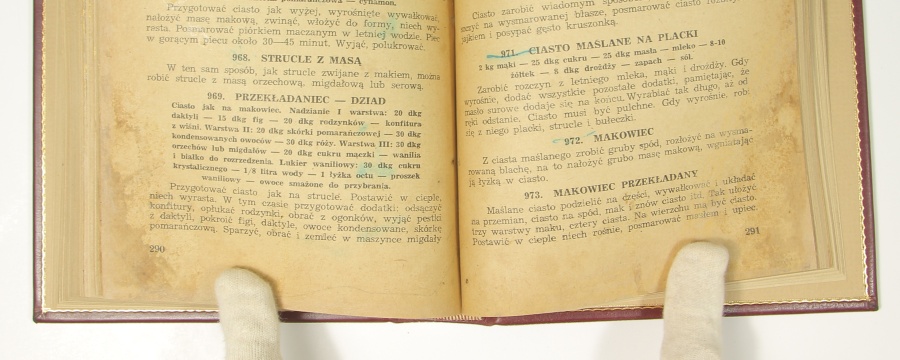 Przygotować ciasto jak wyżej, wyrośnięte wywałkować,
nałożyć masę makową, zwinąć, włożyć do formy, niech wy-
rosta. Posmarować piórkiem maczanym w letniej wodzie. Piec
w gorącym piecu około 30—45 minut. Wyjąć, polukrować.
968. STRUCLE Z MASĄ
W ten sam sposób, jak strucle zwijane z makiem, można
robić strucle z masą orzechową, migdałową lub serową.
969. PRZEKŁADANIEC — DZIAD
Ciasto jak na makowiec. Nadzianie I warstwa: 20 dkg
daktyli — 15 dkg fig — 20 dkg rodzynków — konfitura
z wiśni. Warstwa II: 20 dkg skórki pomarańczowej — 30 dkg
kondensowanych owoców — 30 dkg róży. Warstwa III: 30 dkg
orzechów lub migdałów — 20 dkg cukru mączki — wanilia
i białko do rozrzedzenia. Lukier waniliowy: 30 dkg cukru
krystalicznego — 1/8 litra wody — 1 łyżka octu — proszek
waniliowy — owoce smażone do przybrania.
Przygotować ciasto jak na strucle. Postawić w cieple,
niech wyrasta. W tym czasie przygotować dodatki: odsączyć
konfitury, opłukać rodzynki, obrać z ogonków, wyjąć pestki
z daktyli, pokroić figi, daktyle, owoce kondensowane, skórkę
pomarańczową. Sparzyć, obrać i zemleć w maszynce migdały
290
Ciasto zarobić wiadomym
na wysmarowanej blasze, posmarować ciasto
jajkiem i posypać gęsto kruszonką.
971. CIASTO MAŚLANE NA PLACKI
2 kg mąki — 25 dkg cukru — 25 dkg masła — mleko — 8-10
żółtek — 8 dkg drożdży — zapach — sól.
Zarobić rozczyn z letniego mleka, mąki i drożdży. Gdy
wyrośnie, dodać wszystkie pozostałe dodatki, pamiętając, że
masło surowe dodaje się na końcu. Wyrabiać tak długo, aż od
ręki odstanie. Ciasto musi być pulchne. Gdy wyrośnie, robi
się z niego placki, strucle i bułeczki.
972. MAKOWIEC
Z ciasta maślanego zrobić gruby spód, rozłożyć na wysma-
rowaną blachę, na to nałożyć grubo masę makową, wygniatając
ją łyżką w ciasto.
973. MAKOWIEC PRZEKŁADANY
Maślane ciasto podzielić na części, wywałkować i układać
na przemian, ciasto na spód, mak i znów ciasto itd. Tak ułożyć
trzy warstwy maku, cztery ciasta. Na wierzchu ma być ciasto.
Postawić w cieple niech rośnie, posmarować masłem i upiec.
291